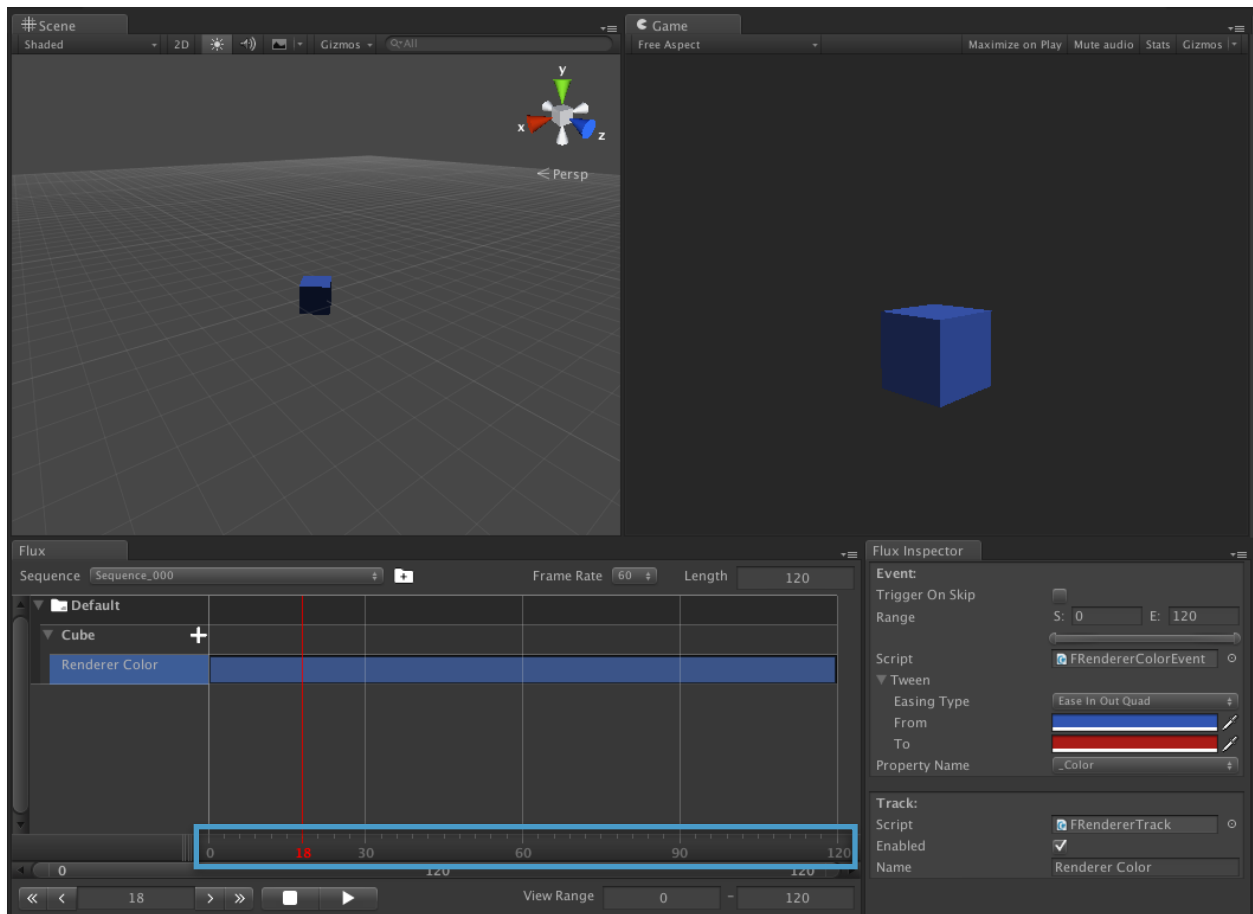 Scene
Shaded 2D Gizmos All
y
x
z
Persp
Game
Free Aspect Maximize on Play Mute audio Stats Gizmos
Flux
Sequence Sequence_000 + Frame Rate 60 Length 120
Default
Cube +
Renderer Color
0 18 30 60 90 120
0 120 120
« < 18 > » View Range 0 - 120
Flux Inspector
Event:
Trigger On Skip
Range S: 0 E: 120
Script FRendererColorEvent
Tween
Easing Type Ease In Out Quad
From
To
Property Name _Color
Track:
Script FRendererTrack
Enabled
Name Renderer Color